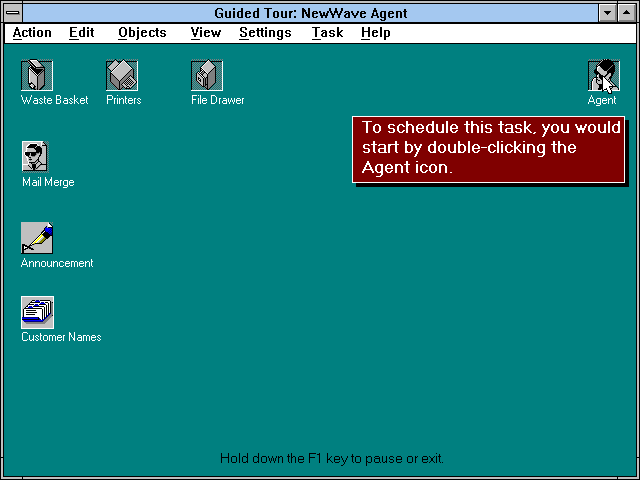 Guided Tour: NewWave Agent
Action Edit Objects View Settings Task Help
Waste Basket Printers File Drawer Agent
To schedule this task, you would
start by double-clicking the
Agent icon.
Mail Merge
Announcement
Customer Names
Hold down the F1 key to pause or exit.